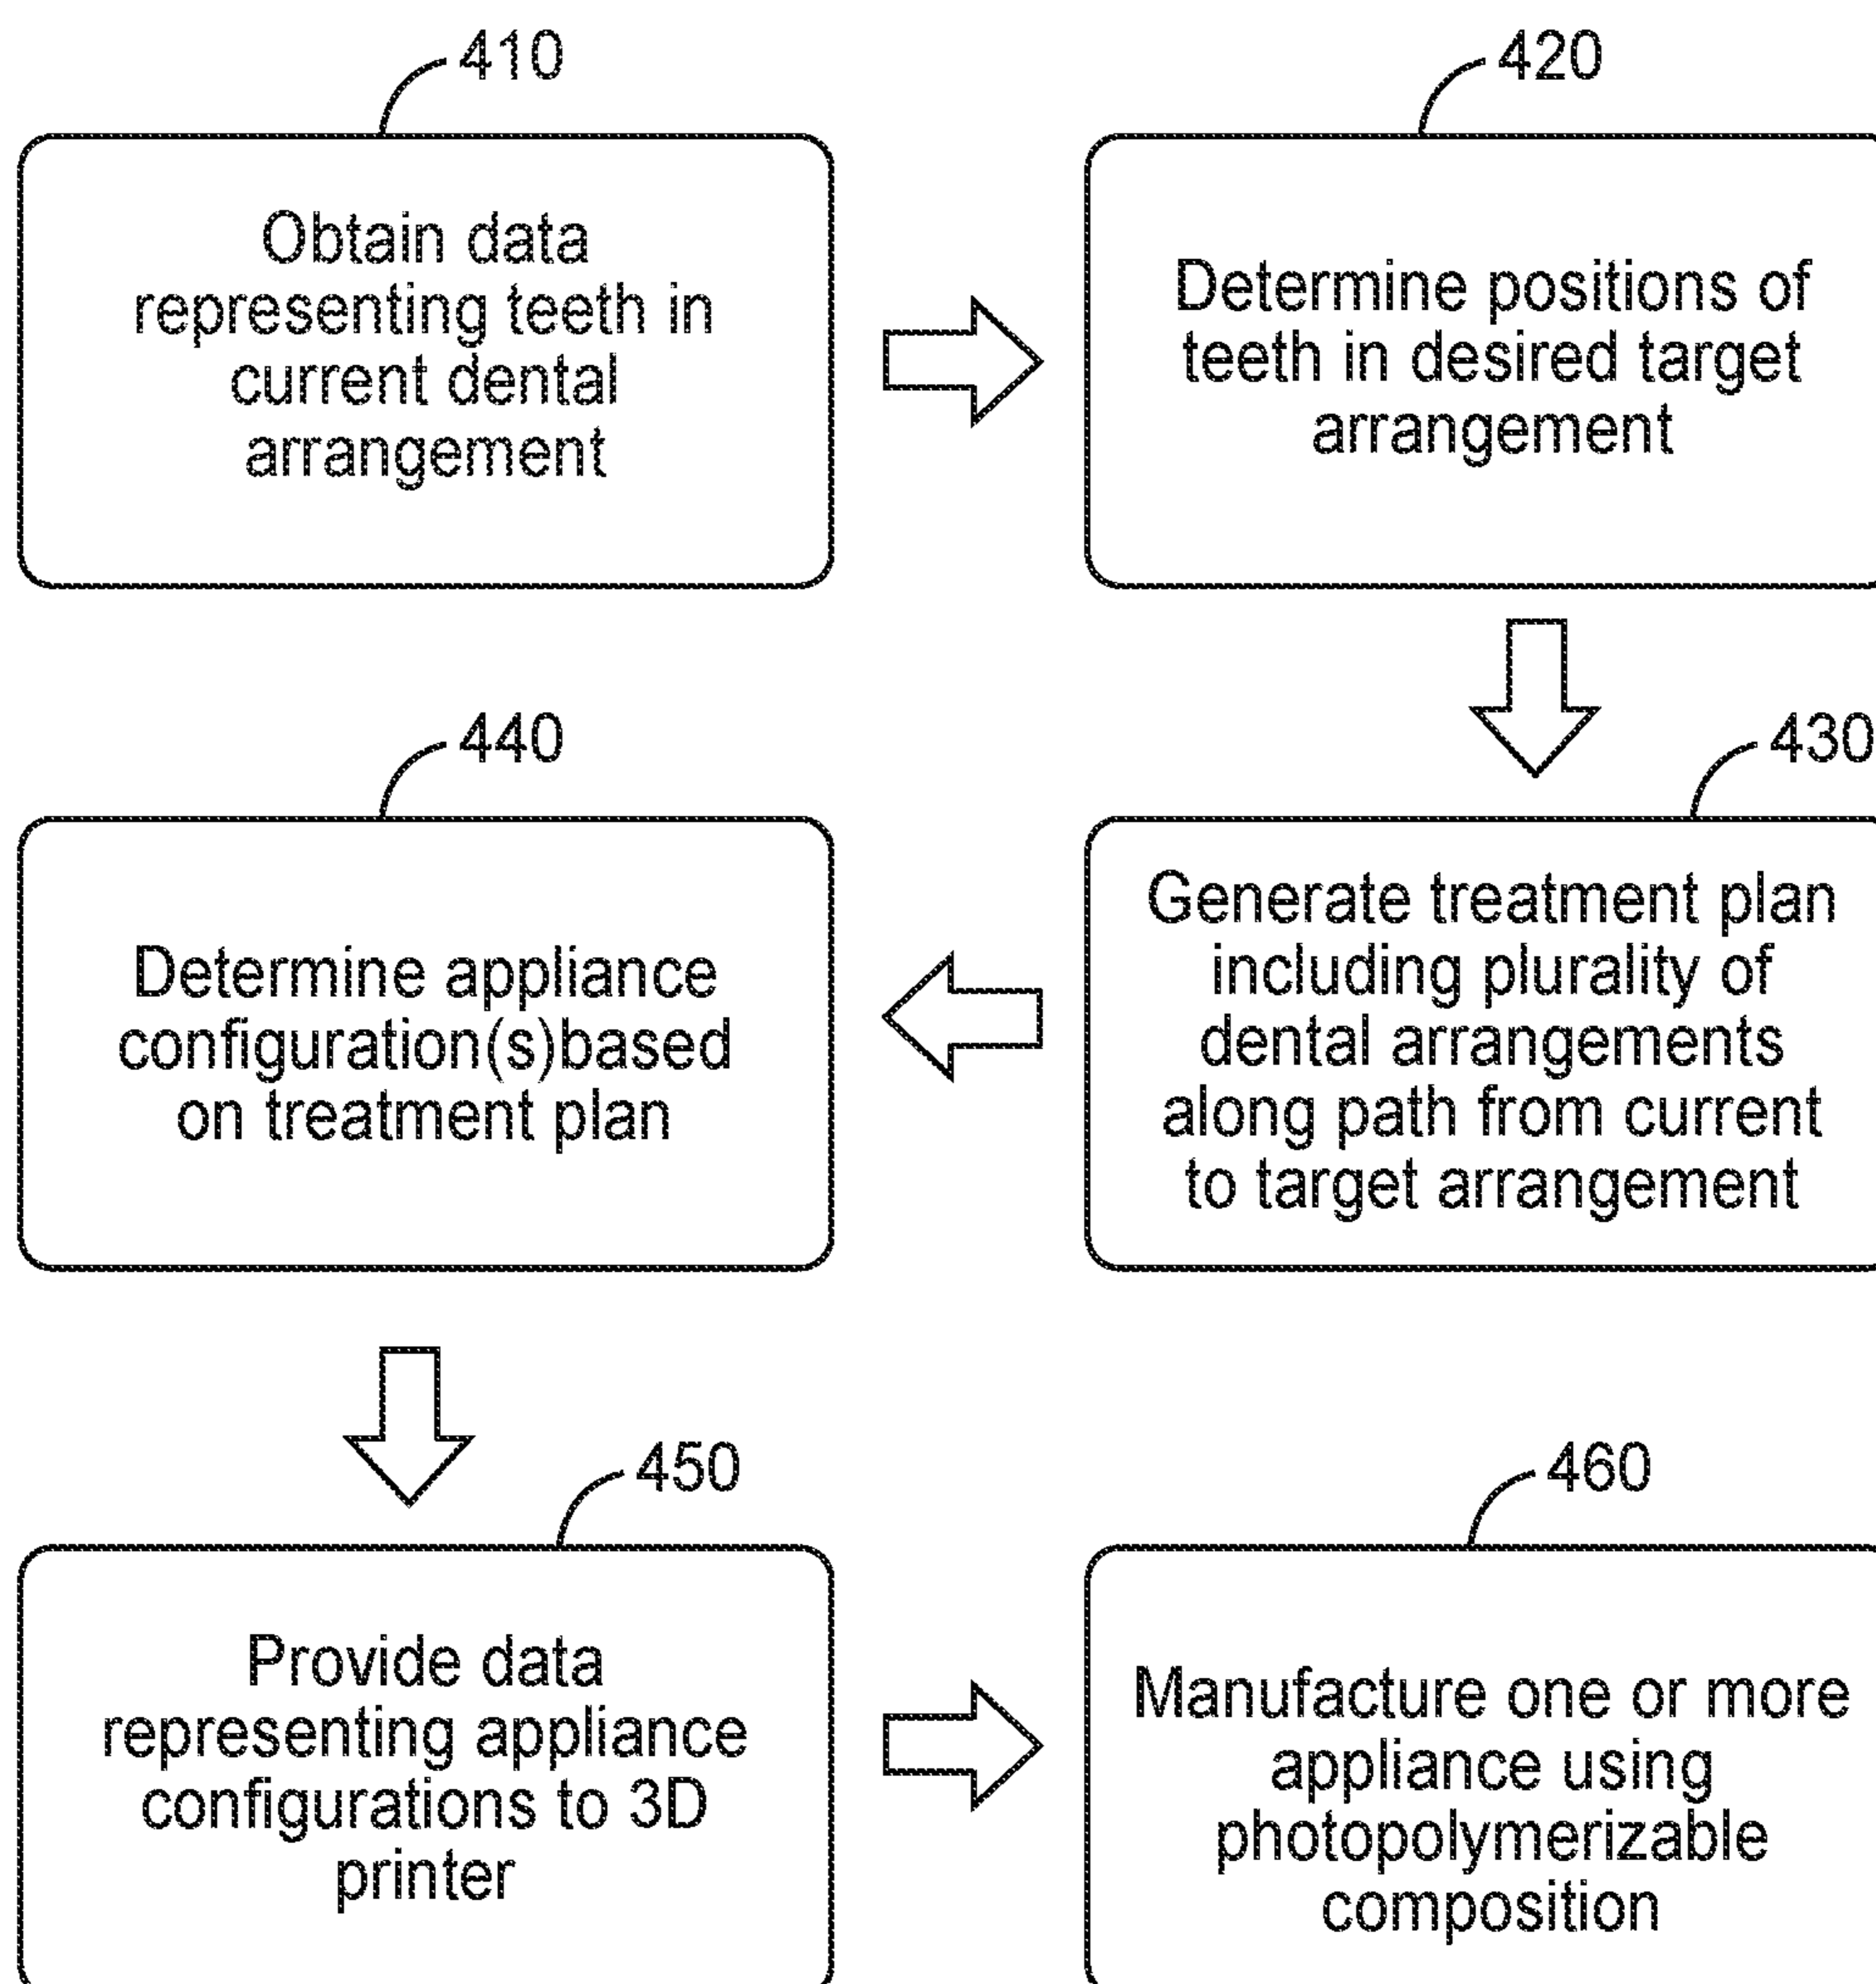 410
Obtain data
representing teeth in
current dental
arrangement
420
Determine positions of
teeth in desired target
arrangement
430
Generate treatment plan
including plurality of
dental arrangements
along path from current
to target arrangement
440
Determine appliance
configuration(s)based
on treatment plan
450
Provide data
representing appliance
configurations to 3D
printer
460
Manufacture one or more
appliance using
photopolymerizable
composition